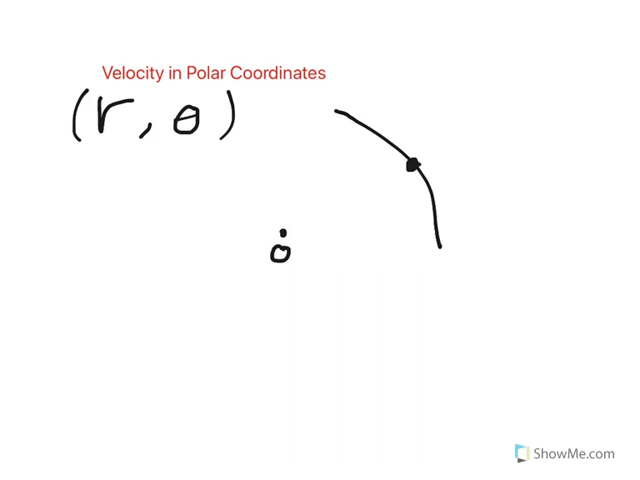 Velocity in Polar Coordinates
(r, θ)
o
ShowMe.com